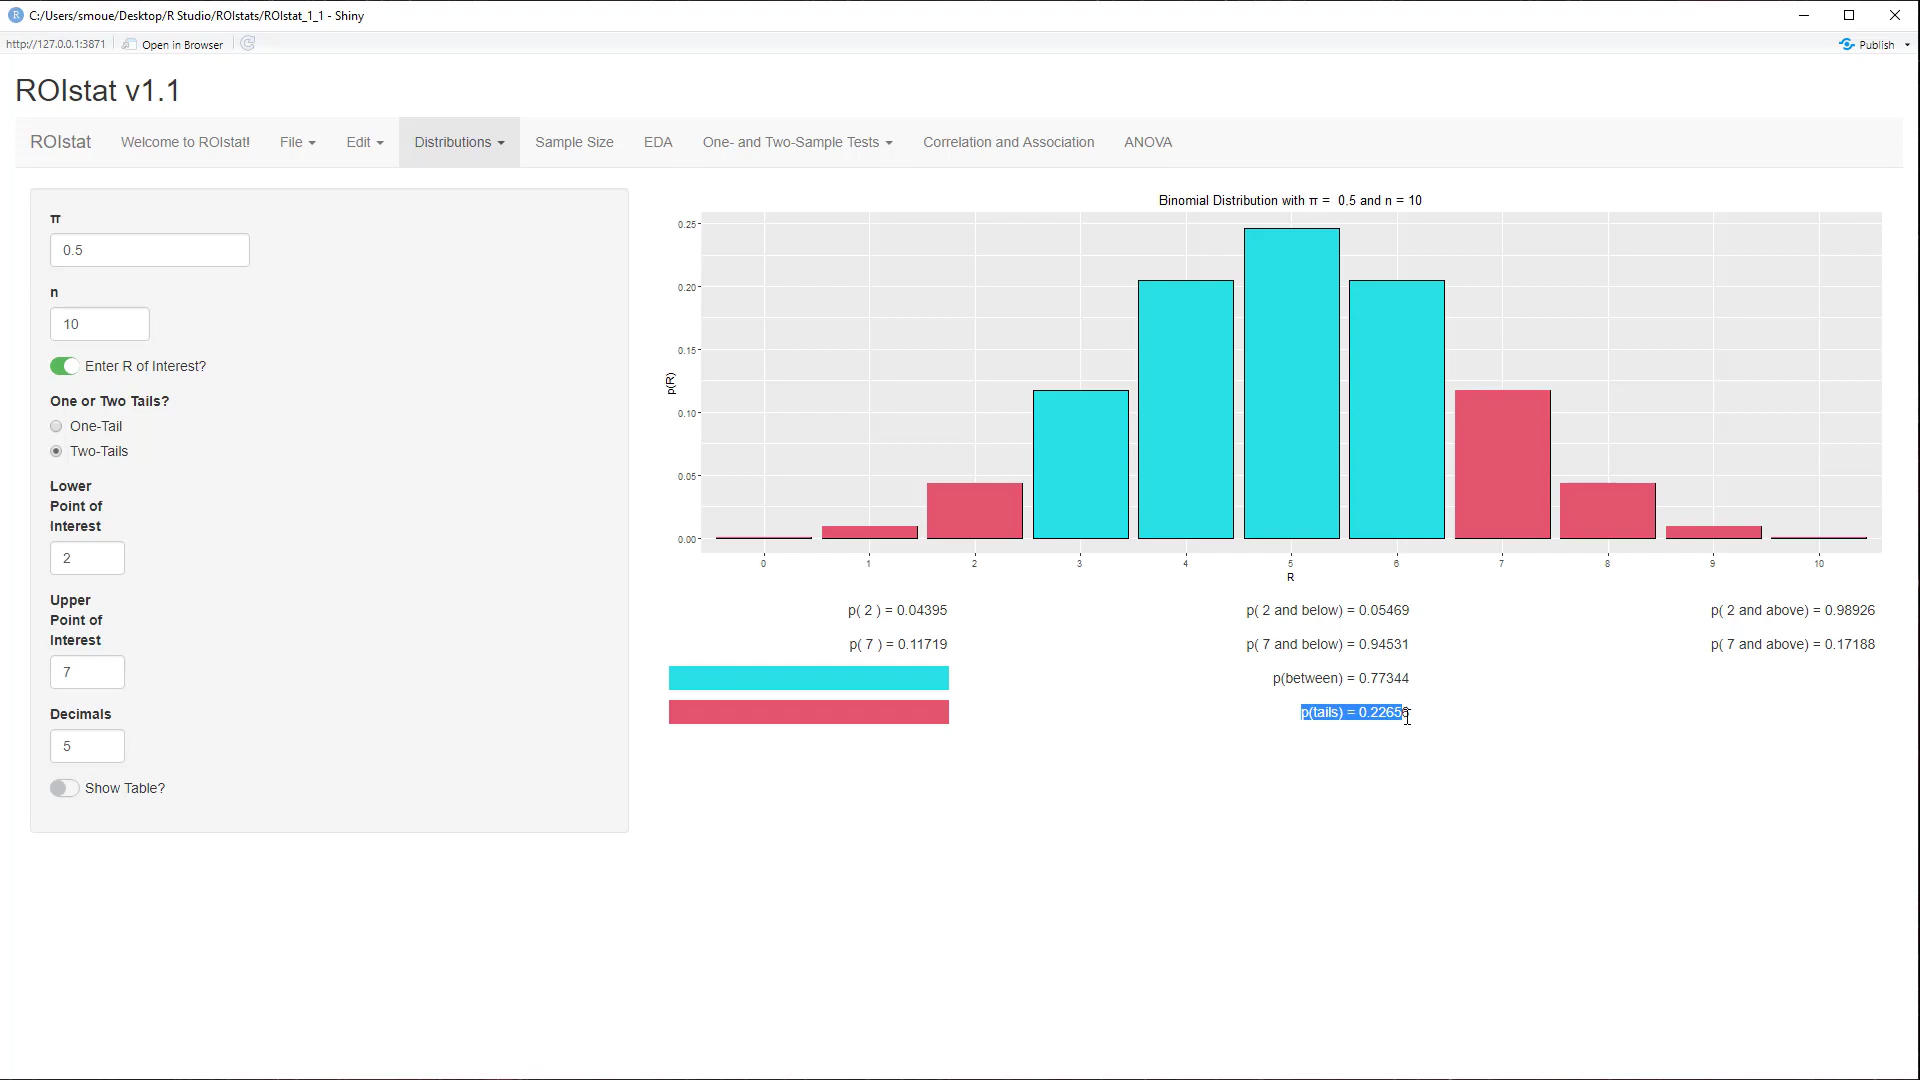 C:/Users/smoue/Desktop/R Studio/ROIstats/ROIstat_1_1 - Shiny
http://127.0.0.1:3871 Open in Browser Publish
ROIstat v1.1
ROIstat Welcome to ROIstat! File Edit Distributions Sample Size EDA One- and Two-Sample Tests Correlation and Association ANOVA
π
0.5
n
10
Enter R of Interest?
One or Two Tails?
One-Tail
Two-Tails
Lower
Point of
Interest
2
Upper
Point of
Interest
7
Decimals
5
Show Table?
Binomial Distribution with π = 0.5 and n = 10
0.25
0.20
0.15
0.10
0.05
0.00
p(R)
0 1 2 3 4 5 6 7 8 9 10
R
p( 2 ) = 0.04395 p( 2 and below) = 0.05469 p( 2 and above) = 0.98926
p( 7 ) = 0.11719 p( 7 and below) = 0.94531 p( 7 and above) = 0.17188
p(between) = 0.77344
p(tails) = 0.22656